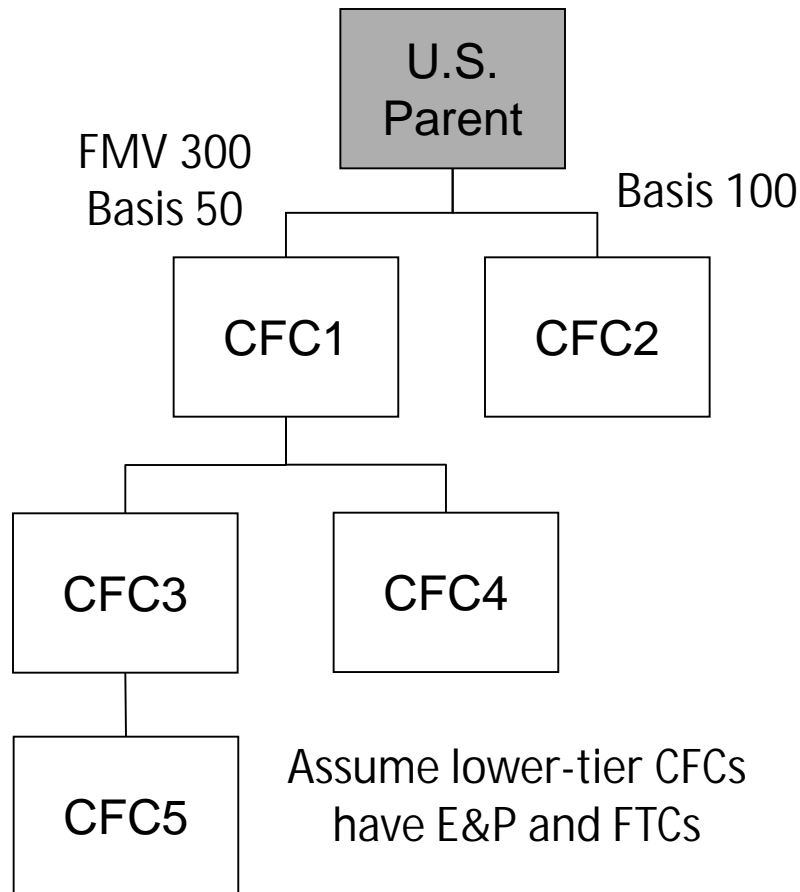 U.S.
Parent
FMV 300
Basis 50
Basis 100
CFC1
CFC2
CFC3
CFC4
CFC5
Assume lower-tier CFCs
have E&P and FTCs